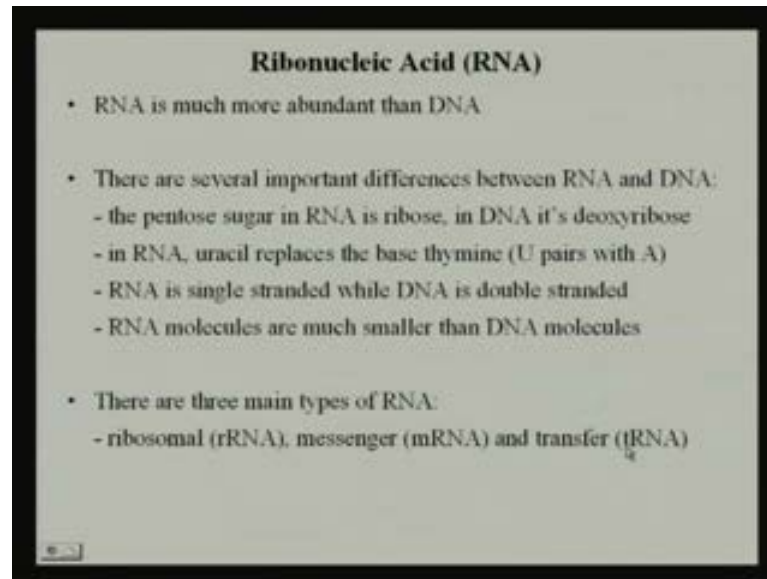 Ribonucleic Acid (RNA)
• RNA is much more abundant than DNA
• There are several important differences between RNA and DNA:
- the pentose sugar in RNA is ribose, in DNA it's deoxyribose
- in RNA, uracil replaces the base thymine (U pairs with A)
- RNA is single stranded while DNA is double stranded
- RNA molecules are much smaller than DNA molecules
• There are three main types of RNA:
- ribosomal (rRNA), messenger (mRNA) and transfer (tRNA)